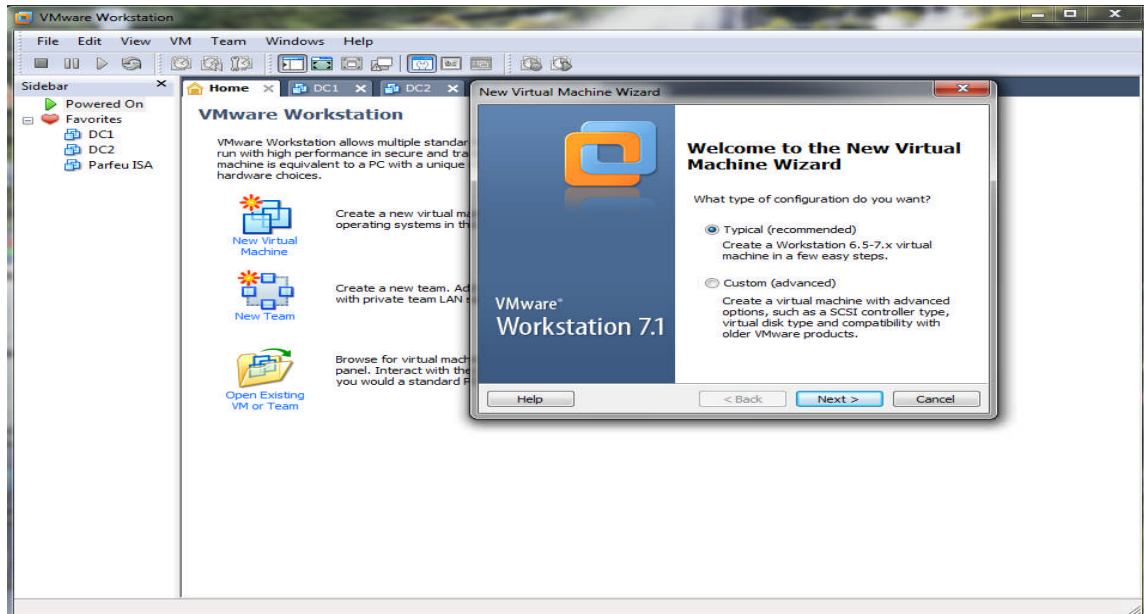 VMware Workstation
File Edit View VM Team Windows Help
Sidebar
Powered On
Favorites
DC1
DC2
Parfeu ISA
Home
DC1
DC2
VMware Workstation
VMware Workstation allows multiple standar
run with high performance in secure and tra
machine is equivalent to a PC with a unique
hardware choices.
New Virtual
Machine
Create a new virtual ma
operating systems in th
New Team
Create a new team. Ad
with private team LAN s
Open Existing
VM or Team
Browse for virtual mach
panel. Interact with the
you would a standard P
New Virtual Machine Wizard
VMware®
Workstation 7.1
Welcome to the New Virtual
Machine Wizard
What type of configuration do you want?
Typical (recommended)
Create a Workstation 6.5-7.x virtual
machine in a few easy steps.
Custom (advanced)
Create a virtual machine with advanced
options, such as a SCSI controller type,
virtual disk type and compatibility with
older VMware products.
Help
< Back
Next >
Cancel